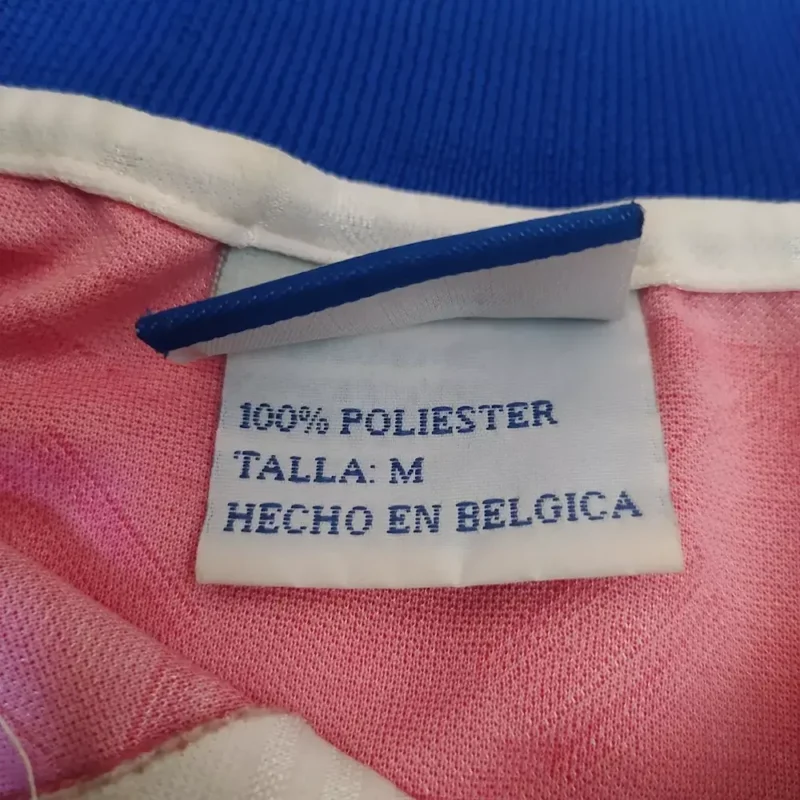 100% POLIESTER
TALLA: M
HECHO EN BELGICA